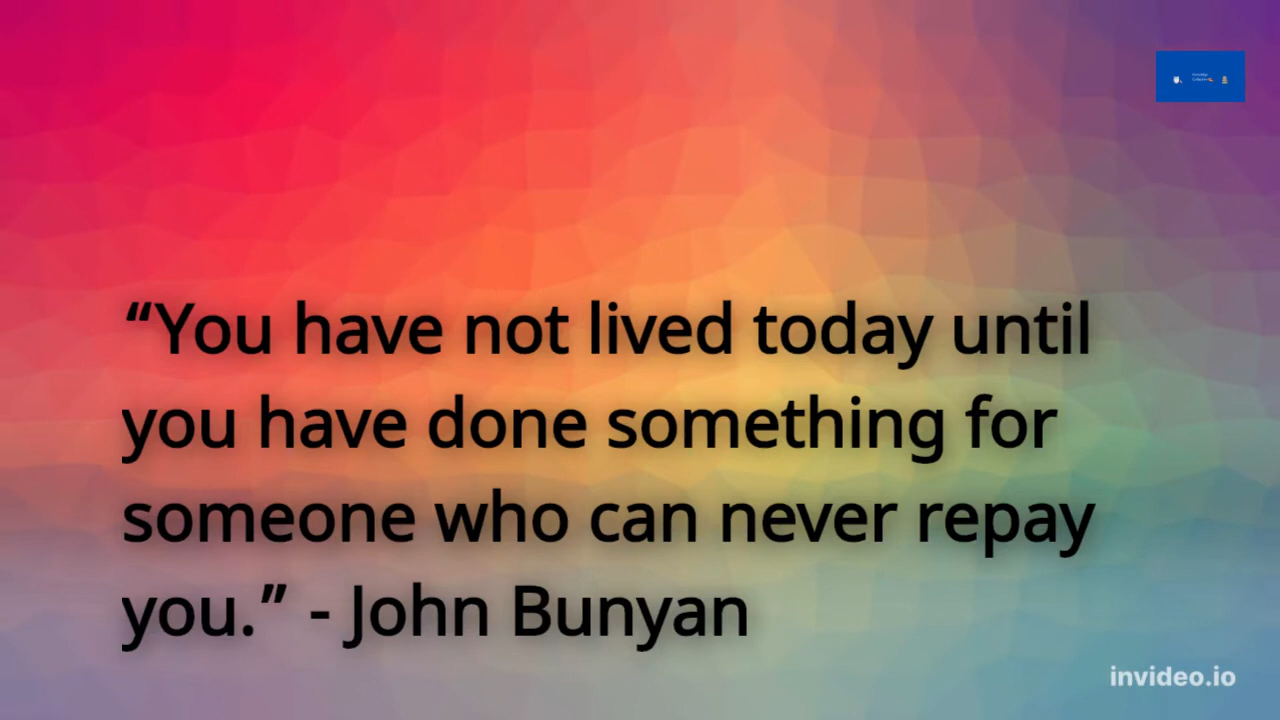 “You have not lived today until
you have done something for
someone who can never repay
you.” - John Bunyan
invideo.io